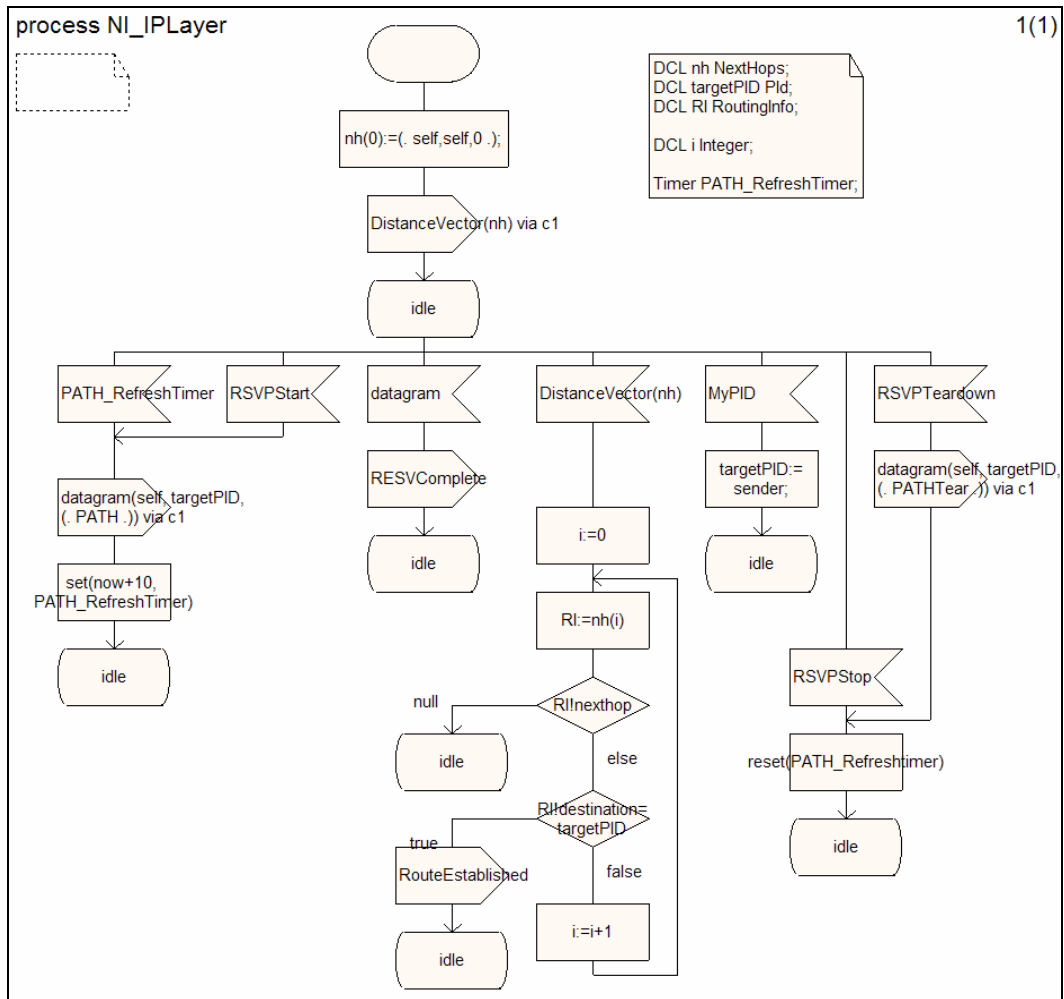 process NI_IPLayer
1(1)
DCL nh NextHops;
DCL targetPID PId;
DCL RI RoutingInfo;
DCL i Integer;
Timer PATH_RefreshTimer;
nh(0):=(. self,self,0 .);
DistanceVector(nh) via c1
idle
PATH_RefreshTimer
RSVPStart
datagram
DistanceVector(nh)
MyPID
RSVPTeardown
datagram(self, targetPID,
(. PATH .)) via c1
set(now+10,
PATH_RefreshTimer)
idle
RESVComplete
idle
i:=0
RI:=nh(i)
RI!nexthop
null
idle
else
RI!destination=
targetPID
true
RouteEstablished
idle
false
i:=i+1
targetPID:=
sender;
idle
datagram(self, targetPID,
(. PATHTear .)) via c1
RSVPStop
reset(PATH_Refreshtimer)
idle